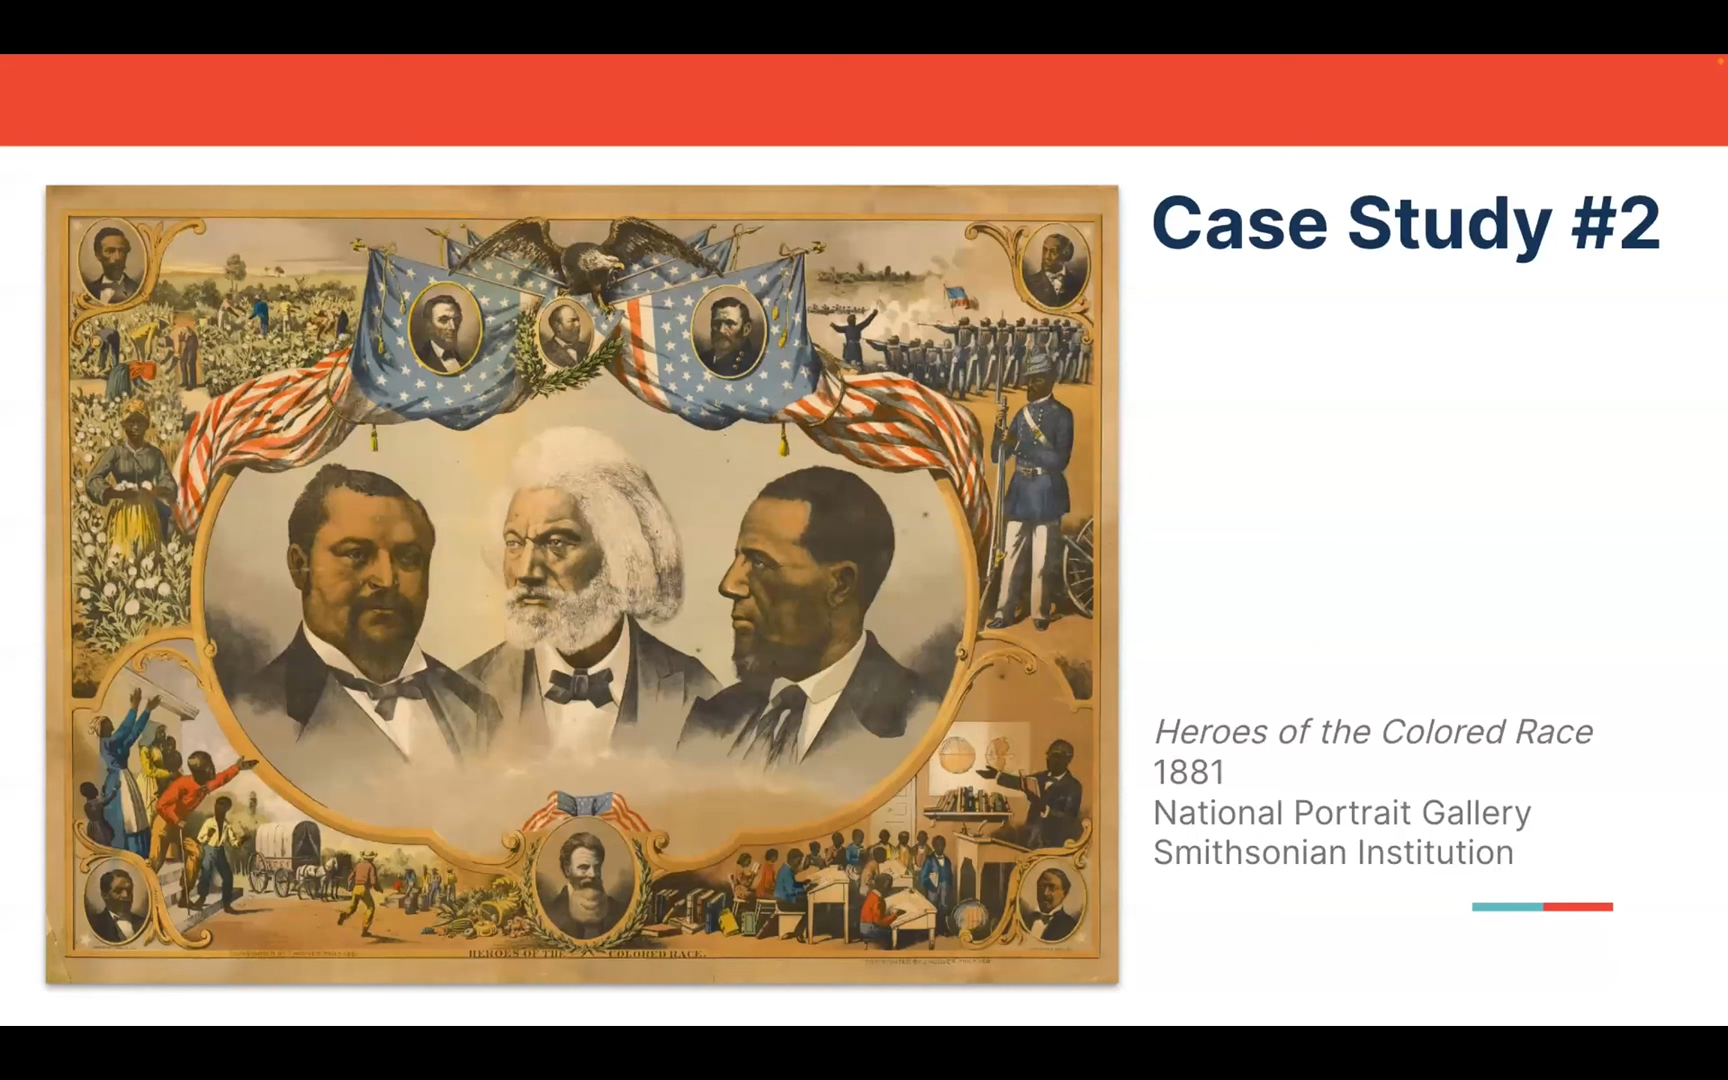 Case Study #2
Heroes of the Colored Race
1881
National Portrait Gallery
Smithsonian Institution
HEROES OF THE COLORED RACE.